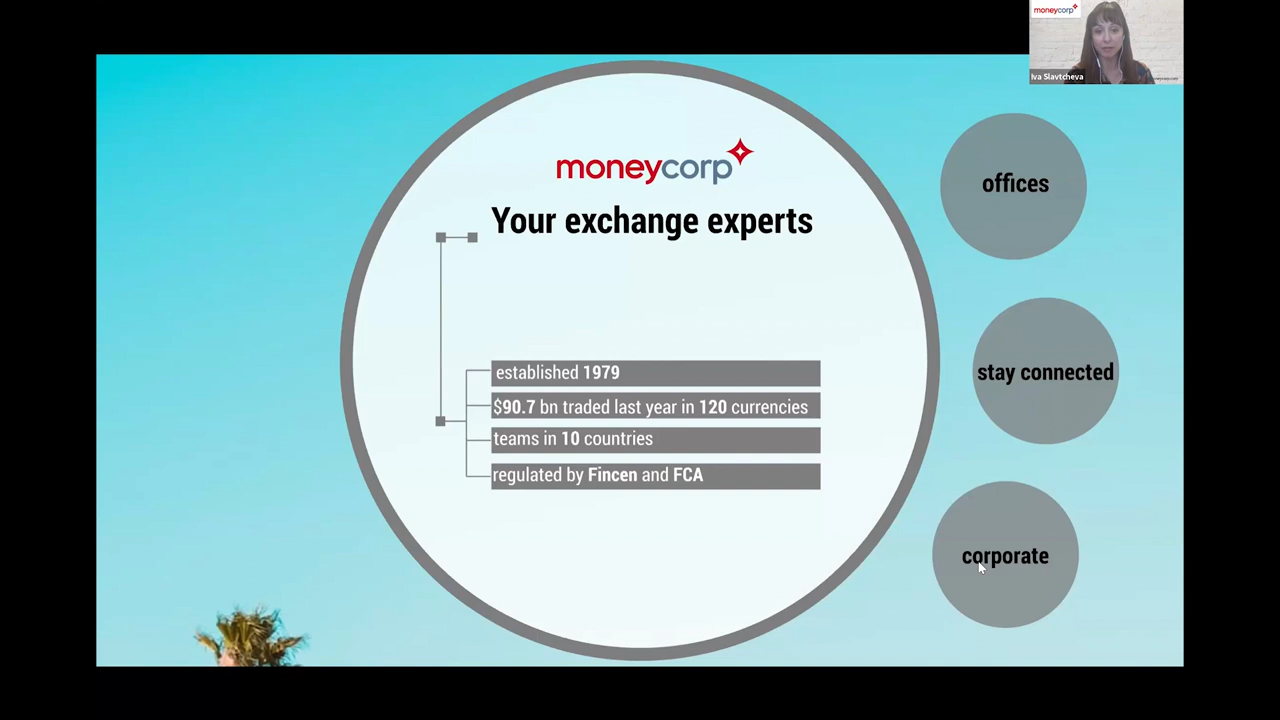 moneycorp
Iva Slavtcheva
moneycorp
Your exchange experts
established 1979
$90.7 bn traded last year in 120 currencies
teams in 10 countries
regulated by Fincen and FCA
offices
stay connected
corporate